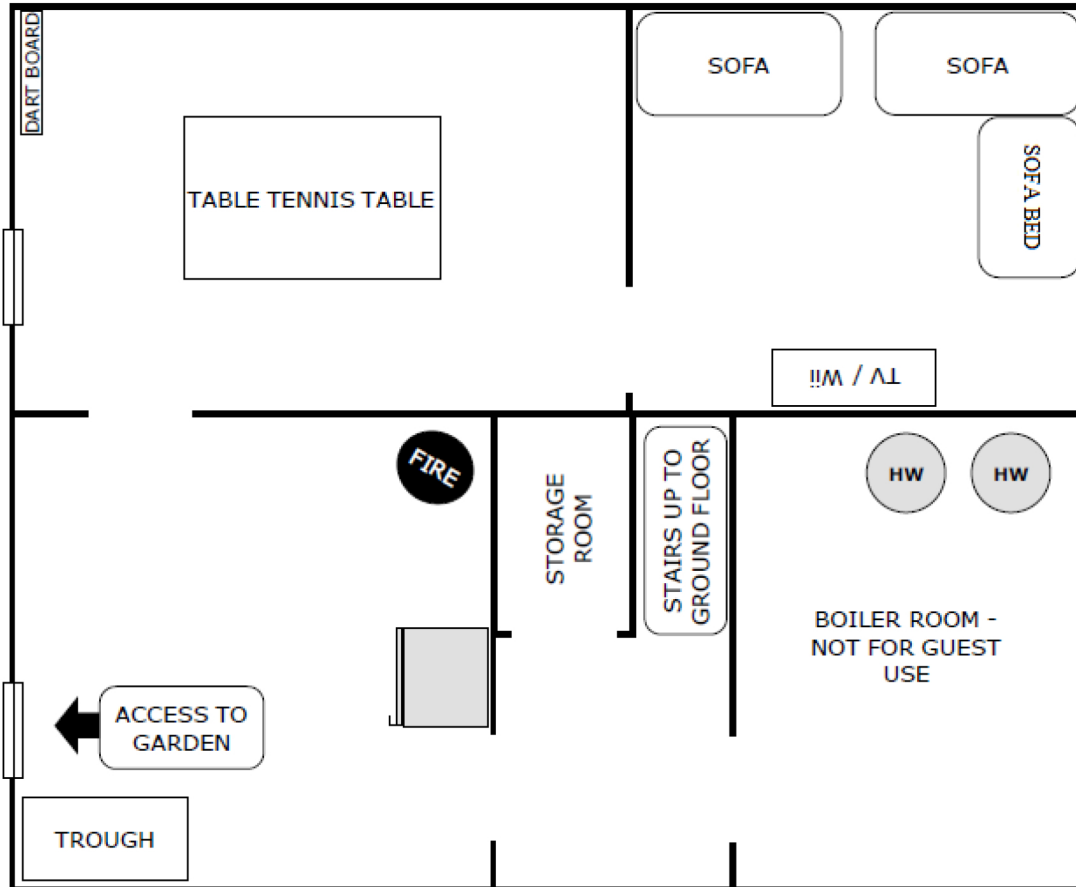 DART BOARD
SOFA
SOFA
TABLE TENNIS TABLE
SOFA BED
TV / Wii
FIRE
STORAGE
ROOM
STAIRS UP TO
GROUND FLOOR
HW
HW
BOILER ROOM -
NOT FOR GUEST
USE
ACCESS TO
GARDEN
TROUGH